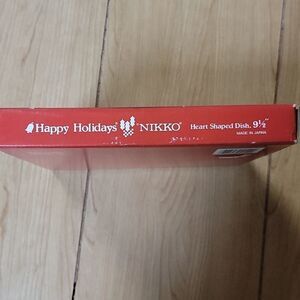 Happy Holidays NIKKO Heart Shaped Dish, 9½"
MADE IN JAPAN